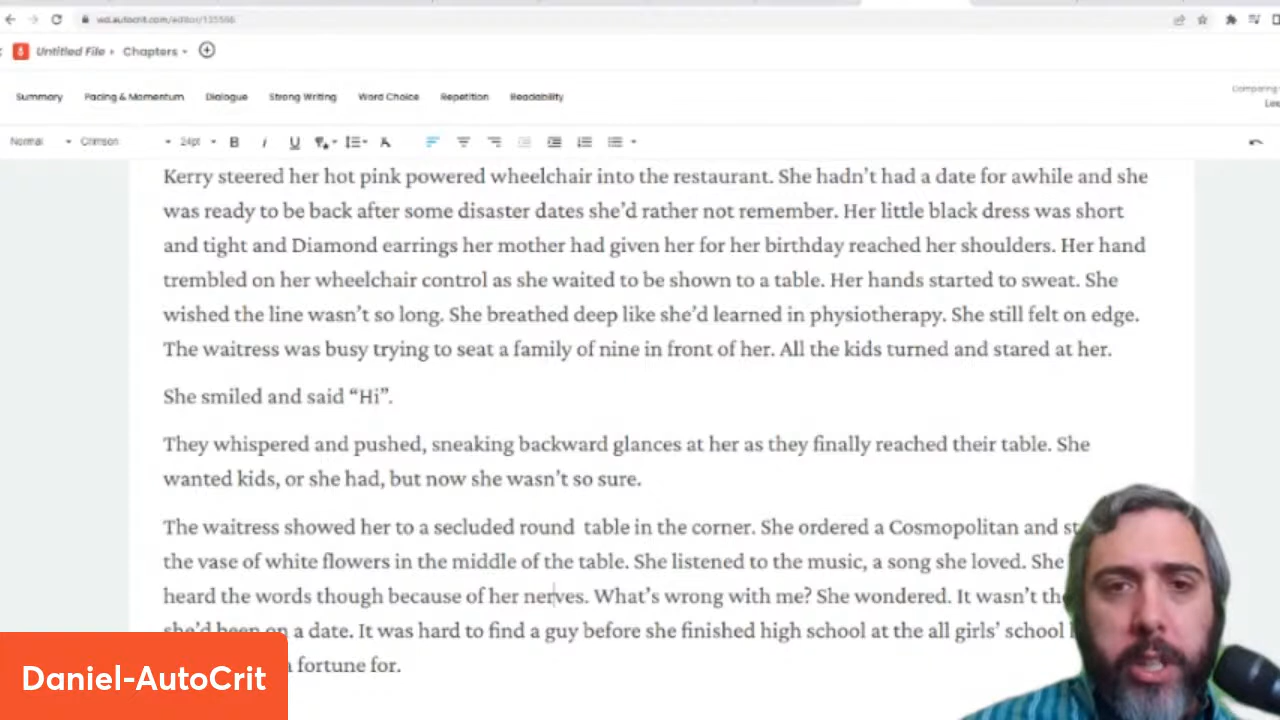 wd.autocrit.com/editor/135566
Untitled File › Chapters
Summary Pacing & Momentum Dialogue Strong Writing Word Choice Repetition Readability
Comparing
Normal Crimson 24pt B i U
Kerry steered her hot pink powered wheelchair into the restaurant. She hadn't had a date for awhile and she
was ready to be back after some disaster dates she'd rather not remember. Her little black dress was short
and tight and Diamond earrings her mother had given her for her birthday reached her shoulders. Her hand
trembled on her wheelchair control as she waited to be shown to a table. Her hands started to sweat. She
wished the line wasn't so long. She breathed deep like she'd learned in physiotherapy. She still felt on edge.
The waitress was busy trying to seat a family of nine in front of her. All the kids turned and stared at her.
She smiled and said “Hi”.
They whispered and pushed, sneaking backward glances at her as they finally reached their table. She
wanted kids, or she had, but now she wasn't so sure.
The waitress showed her to a secluded round table in the corner. She ordered a Cosmopolitan and
the vase of white flowers in the middle of the table. She listened to the music, a song she loved. She
heard the words though because of her nerves. What's wrong with me? She wondered. It wasn't
she'd been on a date. It was hard to find a guy before she finished high school at the all girls' school
fortune for.
Daniel-AutoCrit